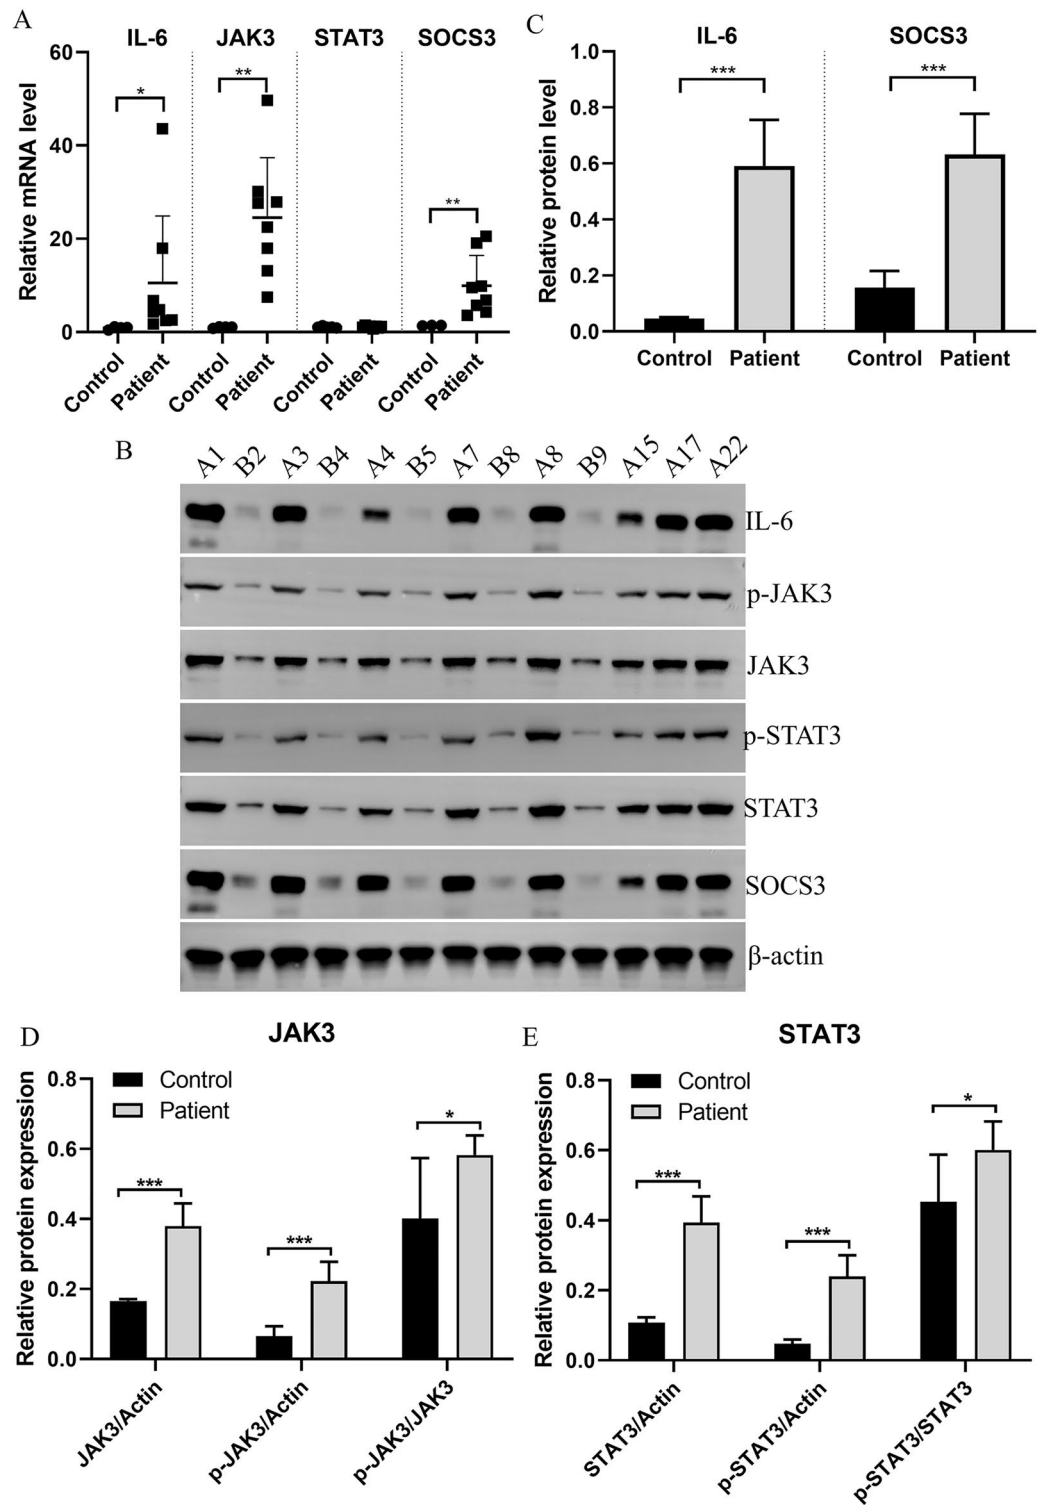 A
IL-6 JAK3 STAT3 SOCS3
Relative mRNA level
60
40
20
0
* ** **
Control Patient Control Patient Control Patient Control Patient
C
IL-6 SOCS3
Relative protein level
1.0
0.8
0.6
0.4
0.2
0.0
*** ***
Control Patient Control Patient
B
A1 B2 A3 B4 A4 B5 A7 B8 A8 B9 A15 A17 A22
IL-6
p-JAK3
JAK3
p-STAT3
STAT3
SOCS3
β-actin
D
JAK3
Relative protein expression
0.8
0.6
0.4
0.2
0.0
Control
Patient
*** *** *
JAK3/Actin p-JAK3/Actin p-JAK3/JAK3
E
STAT3
Relative protein expression
0.8
0.6
0.4
0.2
0.0
Control
Patient
*** *** *
STAT3/Actin p-STAT3/Actin p-STAT3/STAT3